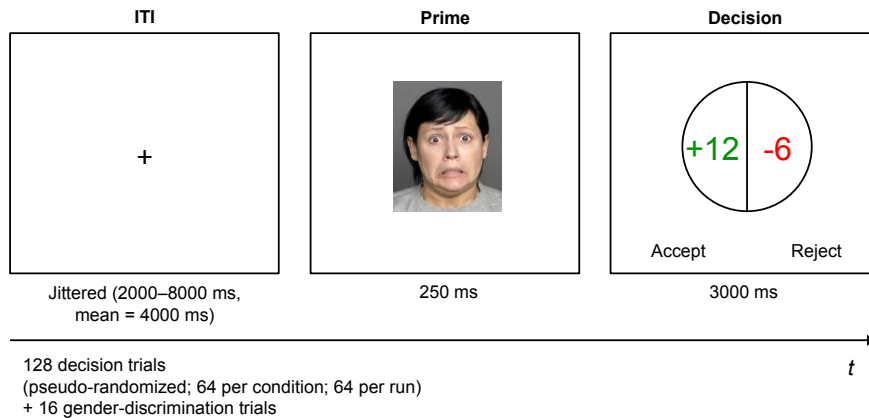 ITI
Prime
Decision
+
+12
-6
Accept
Reject
Jittered (2000–8000 ms,
mean = 4000 ms)
250 ms
3000 ms
t
128 decision trials
(pseudo-randomized; 64 per condition; 64 per run)
+ 16 gender-discrimination trials